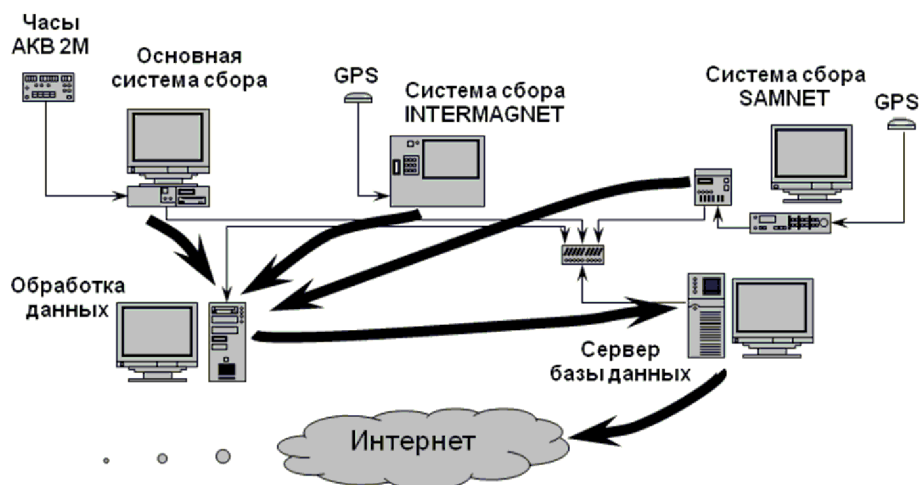 Часы
АКВ 2М
Основная
система сбора
GPS
Система сбора
INTERMAGNET
Система сбора
SAMNET
GPS
Обработка
данных
Сервер
базы данных
Интернет